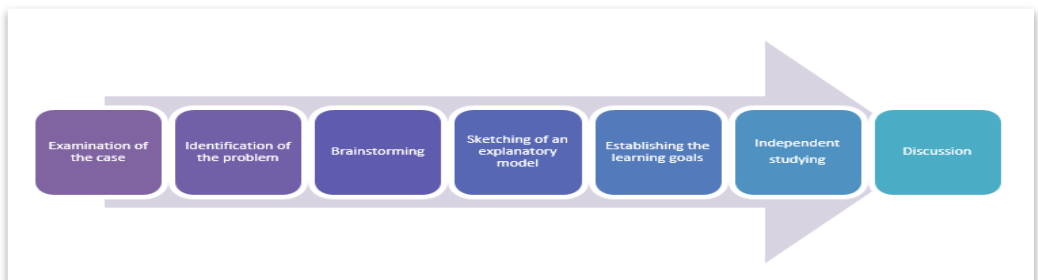 Examination of
the case
Identification of
the problem
Brainstorming
Sketching of an
explanatory
model
Establishing the
learning goals
Independent
studying
Discussion